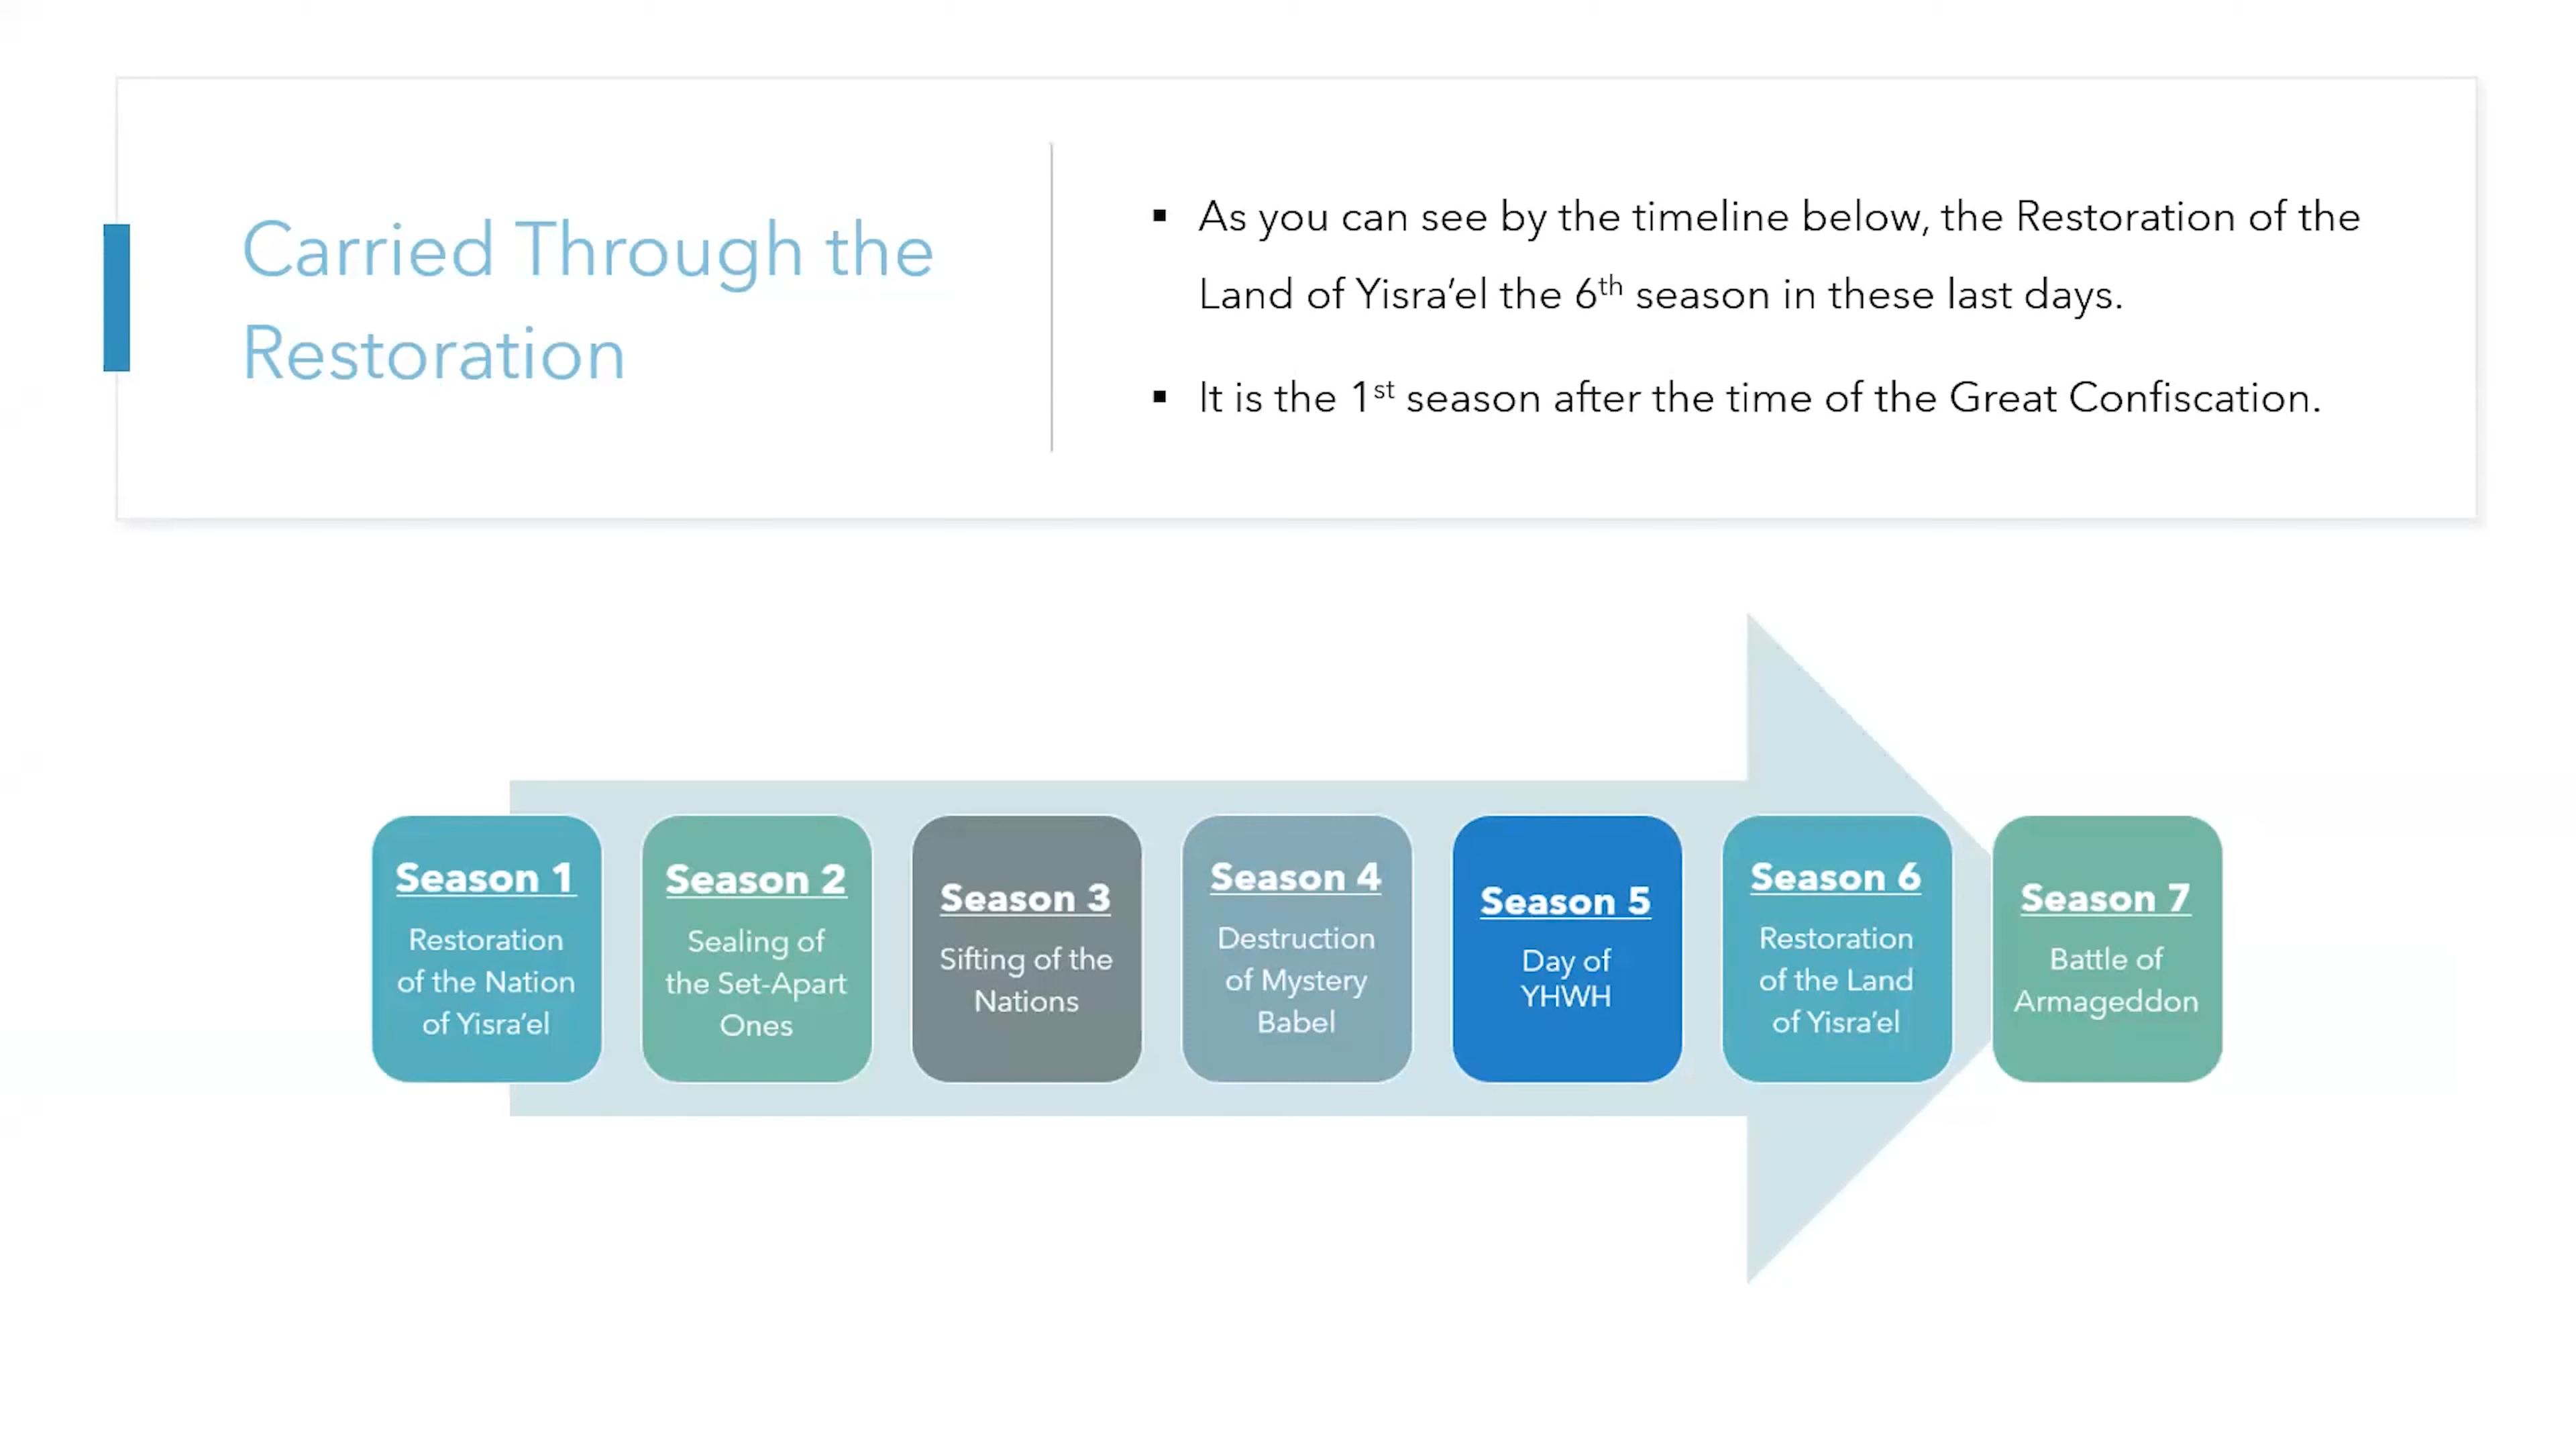 Carried Through the
Restoration
▪ As you can see by the timeline below, the Restoration of the
Land of Yisra’el the 6th season in these last days.
▪ It is the 1st season after the time of the Great Confiscation.
Season 1
Restoration
of the Nation
of Yisra’el
Season 2
Sealing of
the Set-Apart
Ones
Season 3
Sifting of the
Nations
Season 4
Destruction
of Mystery
Babel
Season 5
Day of
YHWH
Season 6
Restoration
of the Land
of Yisra’el
Season 7
Battle of
Armageddon